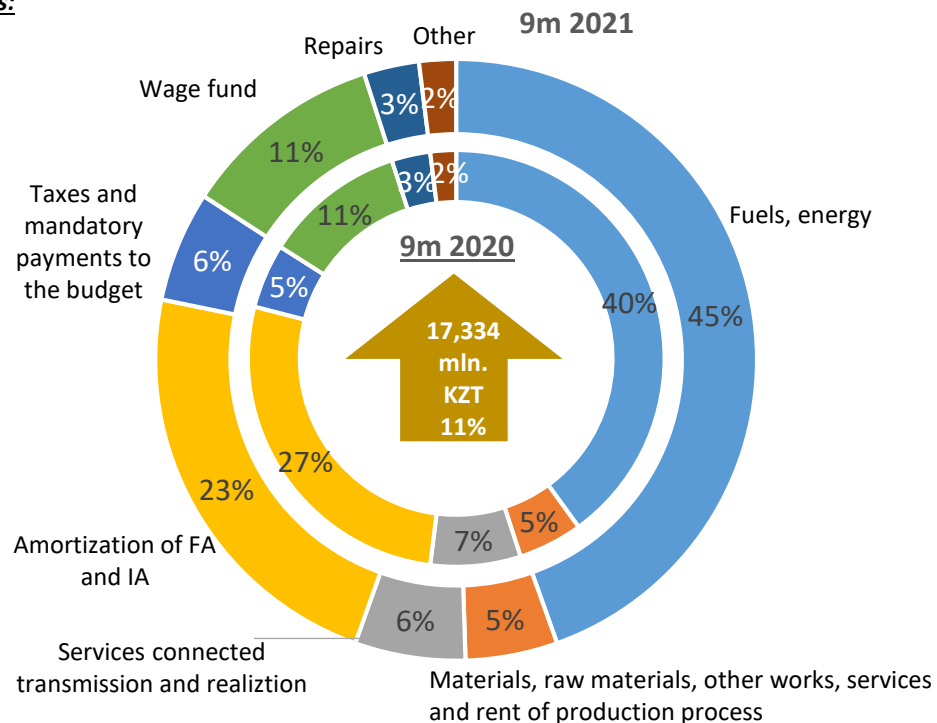 s:
9m 2021
Other
Repairs
Wage fund
3%
2%
11%
Taxes and
mandatory
payments to
the budget
6%
Fuels, energy
45%
3%
2%
11%
5%
9m 2020
40%
17,334
mln.
KZT
11%
27%
23%
7%
5%
Amortization of FA
and IA
6%
5%
Services connected
transmission and realiztion
Materials, raw materials, other works, services
and rent of production process